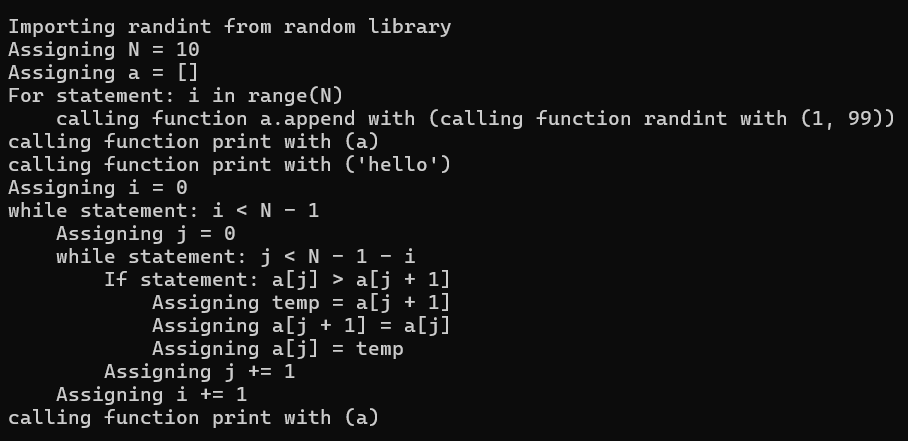 Importing randint from random library
Assigning N = 10
Assigning a = []
For statement: i in range(N)
    calling function a.append with (calling function randint with (1, 99))
calling function print with (a)
calling function print with ('hello')
Assigning i = 0
while statement: i < N - 1
    Assigning j = 0
    while statement: j < N - 1 - i
        If statement: a[j] > a[j + 1]
            Assigning temp = a[j + 1]
            Assigning a[j + 1] = a[j]
            Assigning a[j] = temp
        Assigning j += 1
    Assigning i += 1
calling function print with (a)